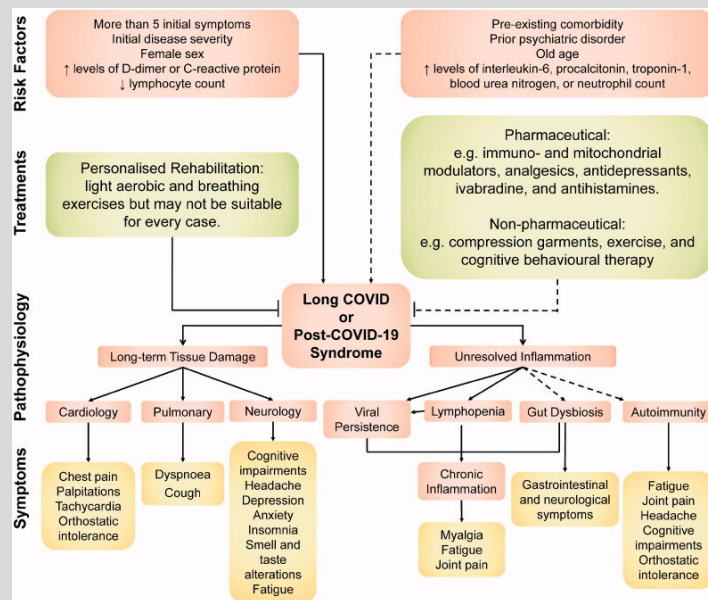 Risk Factors
More than 5 initial symptoms
Initial disease severity
Female sex
↑ levels of D-dimer or C-reactive protein
↓ lymphocyte count
Pre-existing comorbidity
Prior psychiatric disorder
Old age
↑ levels of interleukin-6, procalcitonin, troponin-1,
blood urea nitrogen, or neutrophil count
Treatments
Personalised Rehabilitation:
light aerobic and breathing
exercises but may not be suitable
for every case.
Pharmaceutical:
e.g. immuno- and mitochondrial
modulators, analgesics, antidepressants,
ivabradine, and antihistamines.
Non-pharmaceutical:
e.g. compression garments, exercise, and
cognitive behavioural therapy
Pathophysiology
Long COVID
or
Post-COVID-19
Syndrome
Long-term Tissue Damage
Unresolved Inflammation
Cardiology
Pulmonary
Neurology
Viral
Persistence
Lymphopenia
Gut Dysbiosis
Autoimmunity
Symptoms
Chest pain
Palpitations
Tachycardia
Orthostatic
intolerance
Dyspnoea
Cough
Cognitive
impairments
Headache
Depression
Anxiety
Insomnia
Smell and
taste
alterations
Fatigue
Chronic
Inflammation
Myalgia
Fatigue
Joint pain
Gastrointestinal
and neurological
symptoms
Fatigue
Joint pain
Headache
Cognitive
impairments
Orthostatic
intolerance